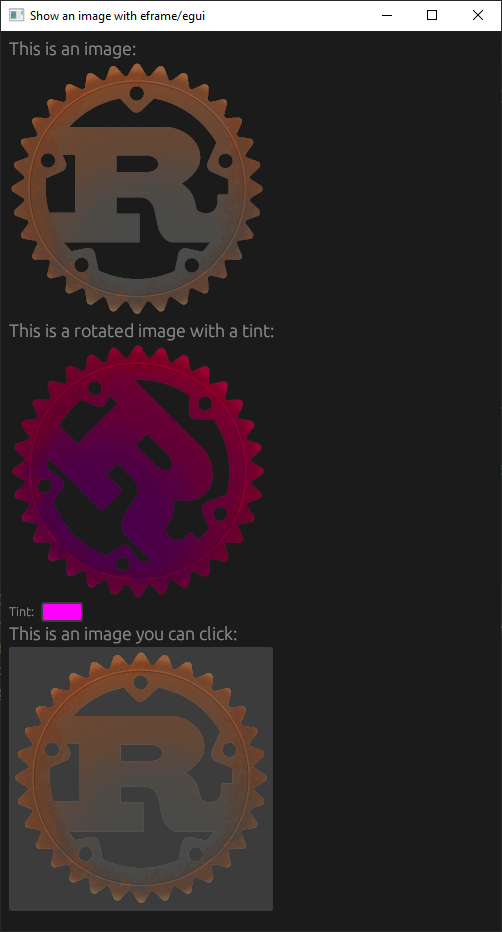 Show an image with eframe/egui
This is an image:
R
This is a rotated image with a tint:
R
Tint:
This is an image you can click:
R